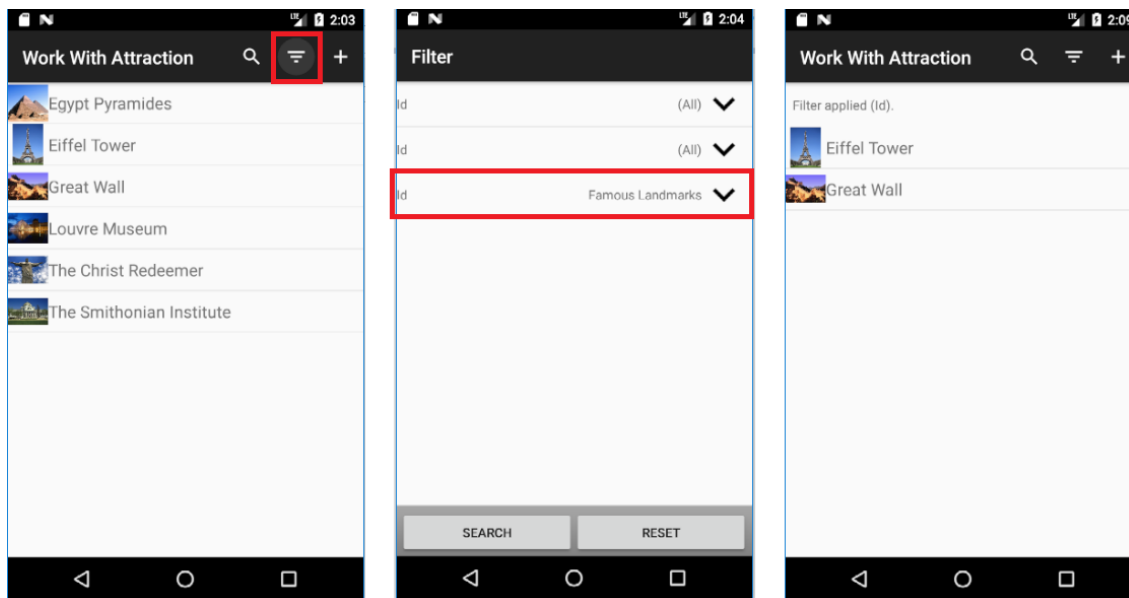 2:03
Work With Attraction
Egypt Pyramides
Eiffel Tower
Great Wall
Louvre Museum
The Christ Redeemer
The Smithonian Institute
2:04
Filter
Id (All)
Id (All)
Id Famous Landmarks
SEARCH RESET
2:09
Work With Attraction
Filter applied (Id).
Eiffel Tower
Great Wall